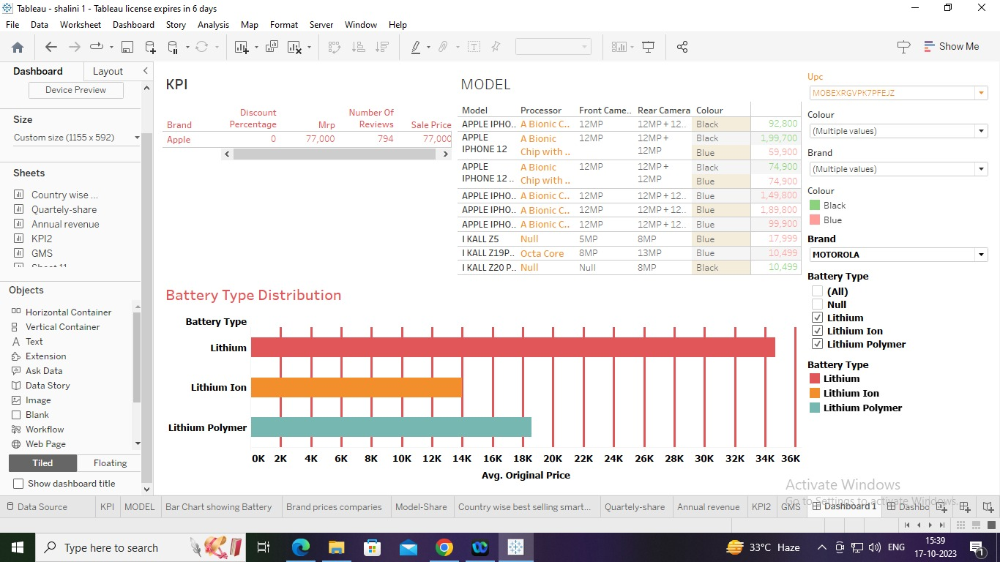 Tableau - shalini 1 - Tableau license expires in 6 days
File Data Worksheet Dashboard Story Analysis Map Format Server Window Help
Show Me
Dashboard Layout
Device Preview
Size
Custom size (1155 x 592)
Sheets
Country wise ...
Quartely-share
Annual revenue
KPI2
GMS
Objects
Horizontal Container
Vertical Container
Text
Extension
Ask Data
Data Story
Image
Blank
Workflow
Web Page
Tiled Floating
Show dashboard title
KPI
Brand Discount Percentage Mrp Number Of Reviews Sale Price
Apple 0 77,000 794 77,000
MODEL
Model Processor Front Came.. Rear Camera Colour
APPLE IPHO.. A Bionic C.. 12MP 12MP + 12.. Black 92,800
APPLE A Bionic 12MP 12MP + Black 1,99,700
IPHONE 12 Chip with .. 12MP Blue 59,900
APPLE A Bionic 12MP 12MP + Black 74,900
IPHONE 12 .. Chip with .. 12MP Blue 74,900
APPLE IPHO.. A Bionic C.. 12MP 12MP + 12.. Blue 1,49,800
APPLE IPHO.. A Bionic C.. 12MP 12MP + 12.. Blue 1,89,800
APPLE IPHO.. A Bionic C.. 12MP 12MP + 12.. Blue 99,900
I KALL Z5 Null 5MP 8MP Blue 17,999
I KALL Z19P.. Octa Core 8MP 13MP Blue 10,499
I KALL Z20 P.. Null Null 8MP Black 10,499
Battery Type Distribution
Battery Type
Lithium
Lithium Ion
Lithium Polymer
0K 2K 4K 6K 8K 10K 12K 14K 16K 18K 20K 22K 24K 26K 28K 30K 32K 34K 36K
Avg. Original Price
Upc
MOBEXRGVPK7PFEJZ
Colour
(Multiple values)
Brand
(Multiple values)
Colour
Black
Blue
Brand
MOTOROLA
Battery Type
(All)
Null
Lithium
Lithium Ion
Lithium Polymer
Battery Type
Lithium
Lithium Ion
Lithium Polymer
Activate Windows
Go to Settings to activate Windows.
Data Source KPI MODEL Bar Chart showing Battery Brand prices comparies Model-Share Country wise best selling smart... Quartely-share Annual revenue KPI2 GMS Dashboard 1 Dashbo
Type here to search
33°C Haze
ENG
15:39
17-10-2023
1